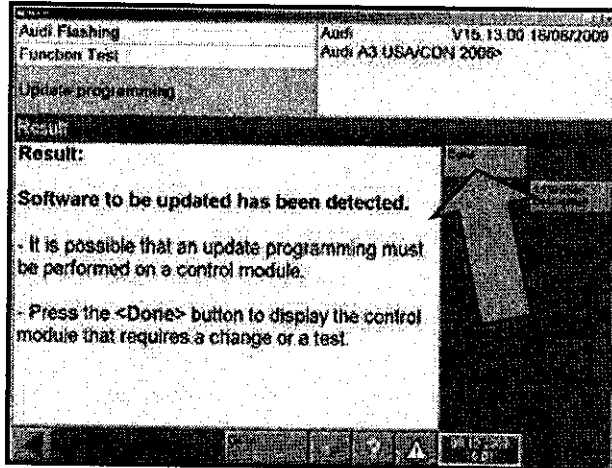 Audi Flashing
Audi V15.13.00 18/08/2009
Function Test
Audi A3 USA/CDN 2006>
Update programming
Result:
Software to be updated has been detected.
- It is possible that an update programming must
be performed on a control module.
- Press the <Done> button to display the control
module that requires a change or a test.
?